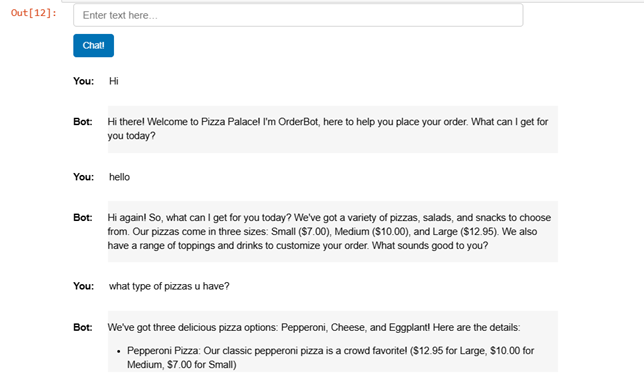 Out[12]:
Enter text here...
Chat!
You: Hi
Bot: Hi there! Welcome to Pizza Palace! I'm OrderBot, here to help you place your order. What can I get for
you today?
You: hello
Bot: Hi again! So, what can I get for you today? We've got a variety of pizzas, salads, and snacks to choose
from. Our pizzas come in three sizes: Small ($7.00), Medium ($10.00), and Large ($12.95). We also
have a range of toppings and drinks to customize your order. What sounds good to you?
You: what type of pizzas u have?
Bot: We've got three delicious pizza options: Pepperoni, Cheese, and Eggplant! Here are the details:
• Pepperoni Pizza: Our classic pepperoni pizza is a crowd favorite! ($12.95 for Large, $10.00 for
Medium, $7.00 for Small)